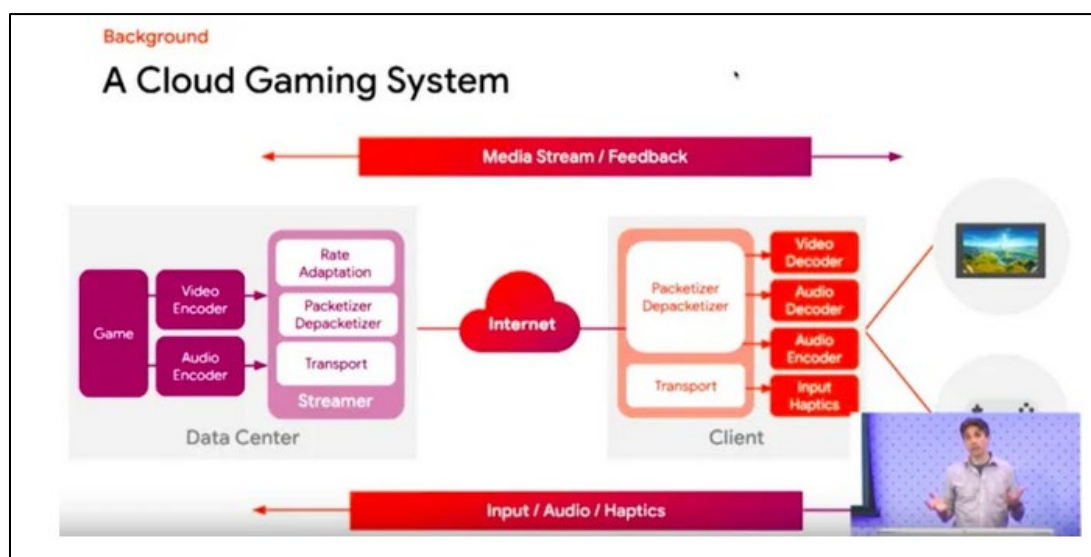 Background
A Cloud Gaming System
Media Stream / Feedback
Game
Video
Encoder
Audio
Encoder
Rate
Adaptation
Packetizer
Depacketizer
Transport
Streamer
Data Center
Internet
Packetizer
Depacketizer
Transport
Video
Decoder
Audio
Decoder
Audio
Encoder
Input
Haptics
Client
Input / Audio / Haptics